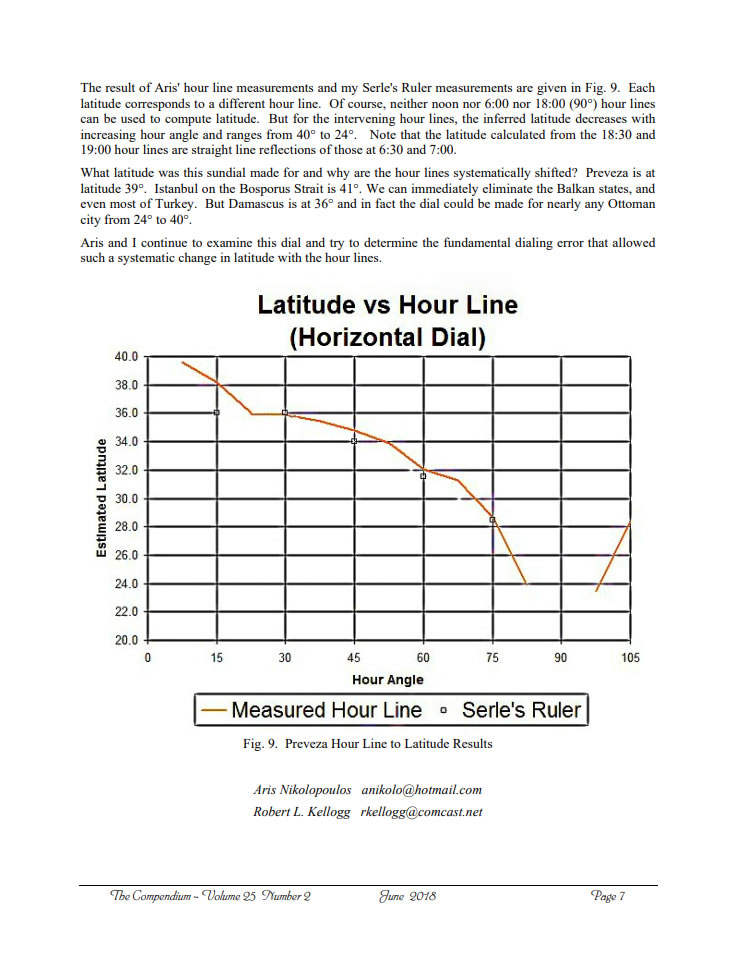 The result of Aris' hour line measurements and my Serle's Ruler measurements are given in Fig. 9.  Each
latitude corresponds to a different hour line.  Of course, neither noon nor 6:00 nor 18:00 (90°) hour lines
can be used to compute latitude.  But for the intervening hour lines, the inferred latitude decreases with
increasing hour angle and ranges from 40° to 24°.   Note that the latitude calculated from the 18:30 and
19:00 hour lines are straight line reflections of those at 6:30 and 7:00.
What latitude was this sundial made for and why are the hour lines systematically shifted?  Preveza is at
latitude 39°.  Istanbul on the Bosporus Strait is 41°. We can immediately eliminate the Balkan states, and
even most of Turkey.  But Damascus is at 36° and in fact the dial could be made for nearly any Ottoman
city from 24° to 40°.
Aris and I continue to examine this dial and try to determine the fundamental dialing error that allowed
such a systematic change in latitude with the hour lines.
Latitude vs Hour Line
(Horizontal Dial)
40.0
38.0
36.0
34.0
32.0
30.0
28.0
26.0
24.0
22.0
20.0
Estimated Latitude
0 15 30 45 60 75 90 105
Hour Angle
Measured Hour Line Serle's Ruler
Fig. 9.  Preveza Hour Line to Latitude Results
Aris Nikolopoulos   anikolo@hotmail.com
Robert L. Kellogg   rkellogg@comcast.net
The Compendium - Volume 25 Number 2 June 2018 Page 7